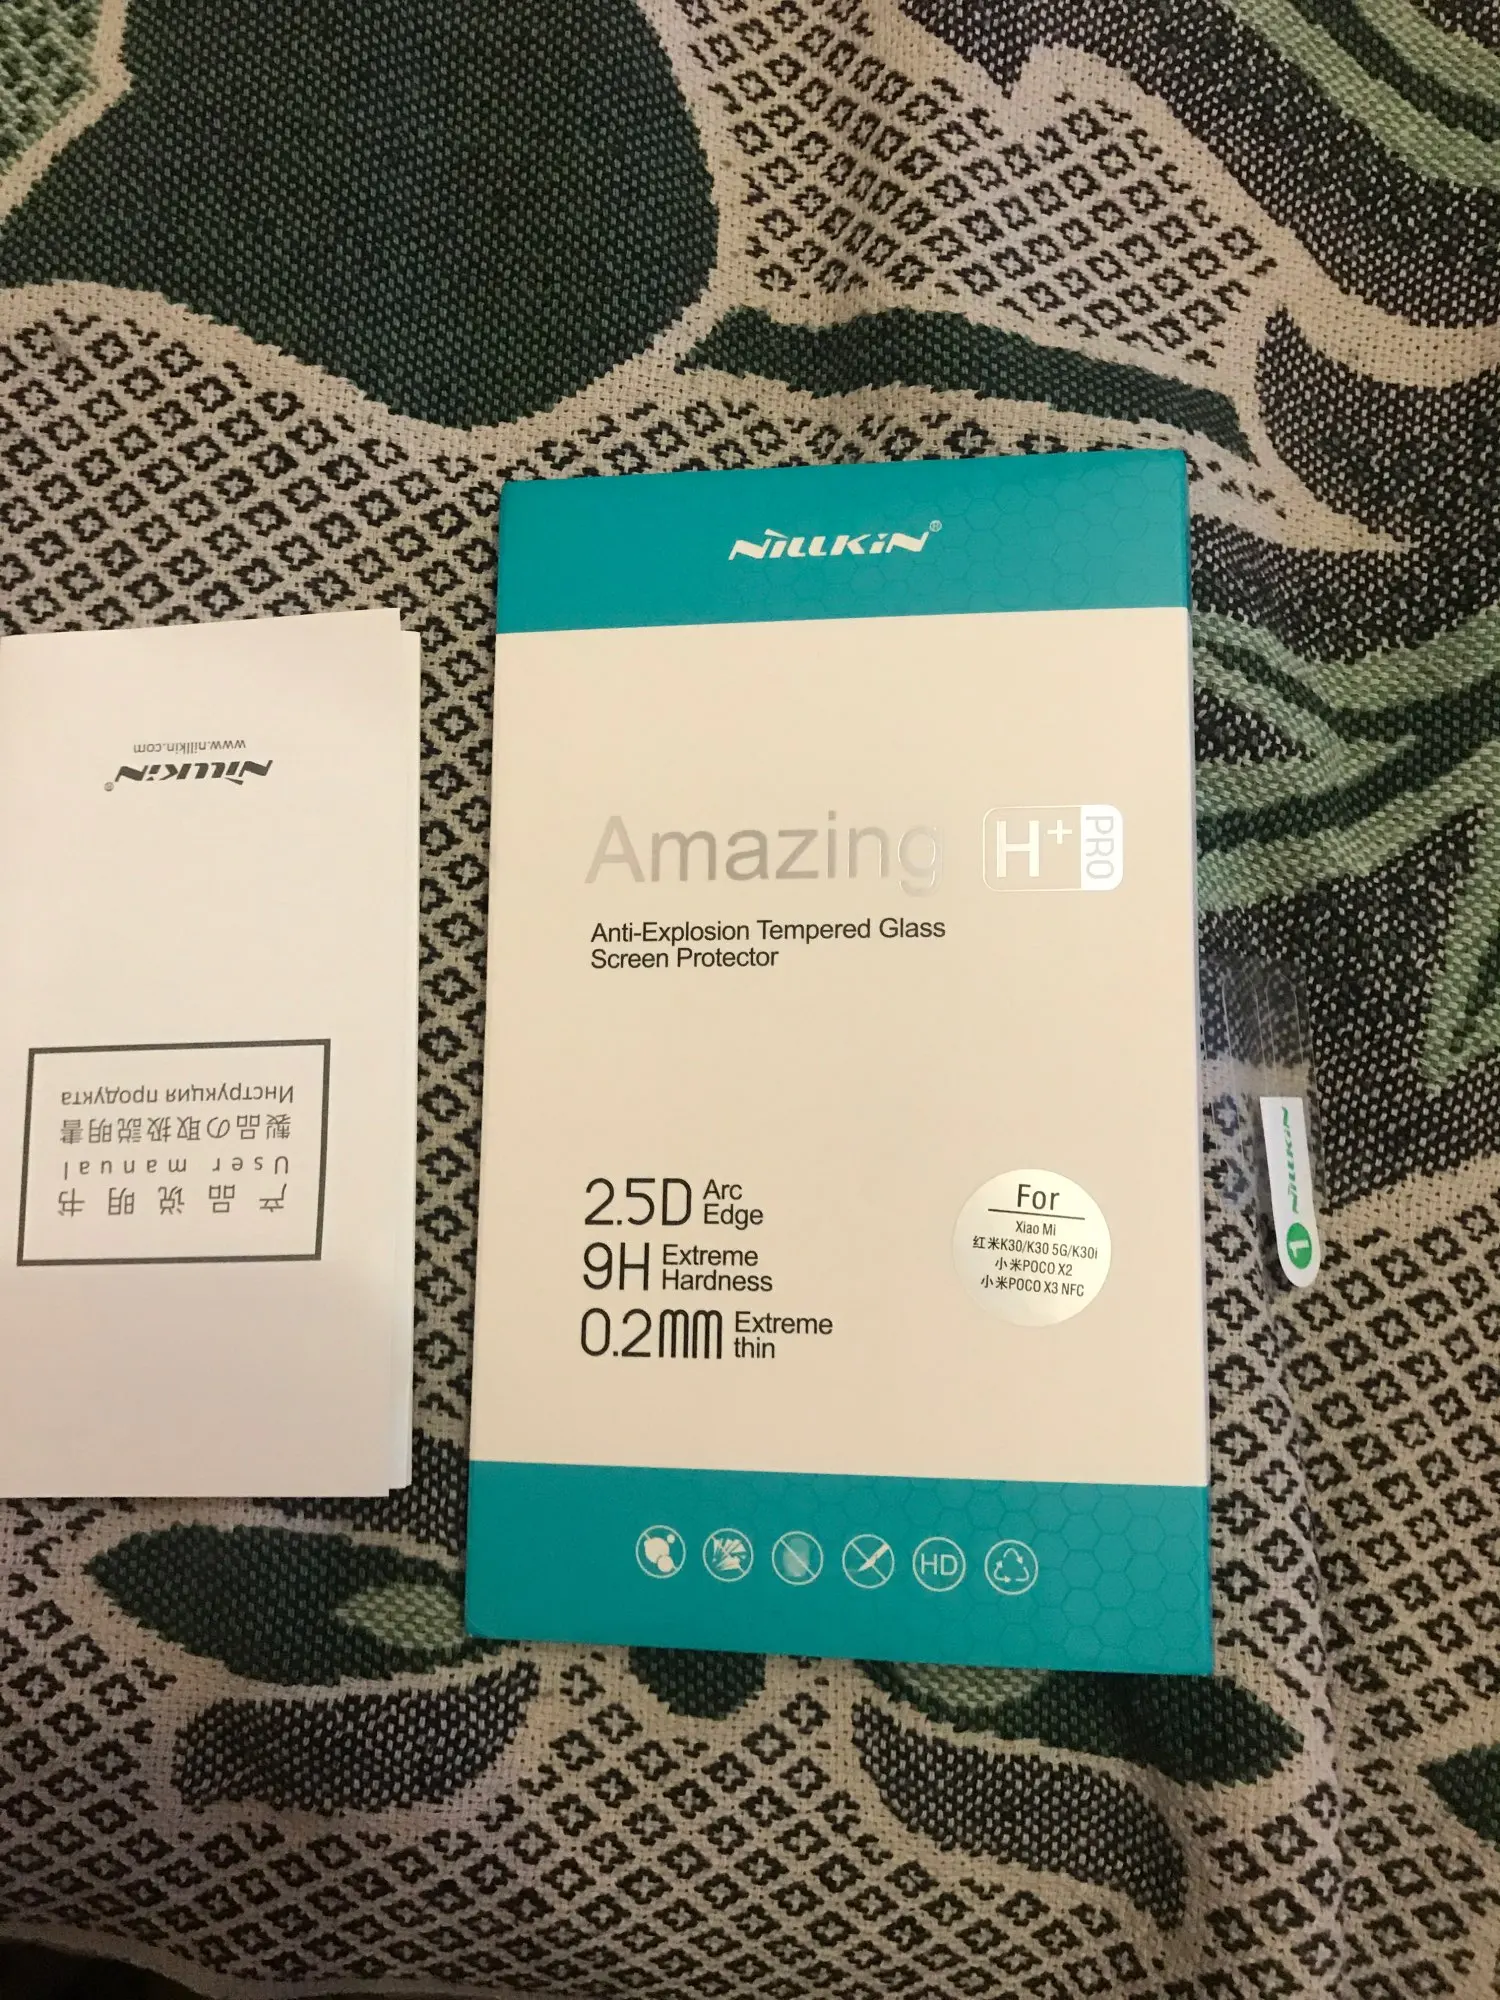 NILLKIN®
www.nillkin.com
产品说明书
User manual
製品の取扱説明書
Инструкция продукта
NILLKIN®
Amazing H+ PRO
Anti-Explosion Tempered Glass
Screen Protector
2.5D Arc Edge
9H Extreme Hardness
0.2mm Extreme thin
For
Xiao Mi
红米K30/K30 5G/K30i
小米POCO X2
小米POCO X3 NFC
HD
1 NILLKIN